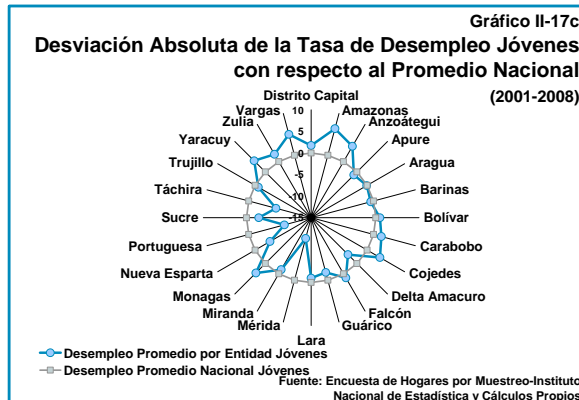 Gráfico II-17c
Desviación Absoluta de la Tasa de Desempleo Jóvenes
con respecto al Promedio Nacional
(2001-2008)
Distrito Capital
Amazonas
Anzoátegui
Apure
Aragua
Barinas
Bolívar
Carabobo
Cojedes
Delta Amacuro
Falcón
Guárico
Lara
Mérida
Miranda
Monagas
Nueva Esparta
Portuguesa
Sucre
Táchira
Trujillo
Yaracuy
Zulia
Vargas
10
5
0
-5
-10
-15
Desempleo Promedio por Entidad Jóvenes
Desempleo Promedio Nacional Jóvenes
Fuente: Encuesta de Hogares por Muestreo-Instituto
Nacional de Estadística y Cálculos Propios